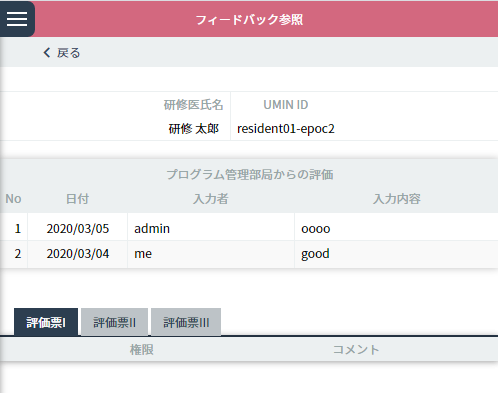 フィードバック参照
戻る
研修医氏名 UMIN ID
研修 太郎 resident01-epoc2
プログラム管理部局からの評価
No 日付 入力者 入力内容
1 2020/03/05 admin oooo
2 2020/03/04 me good
評価票I 評価票II 評価票III
権限 コメント